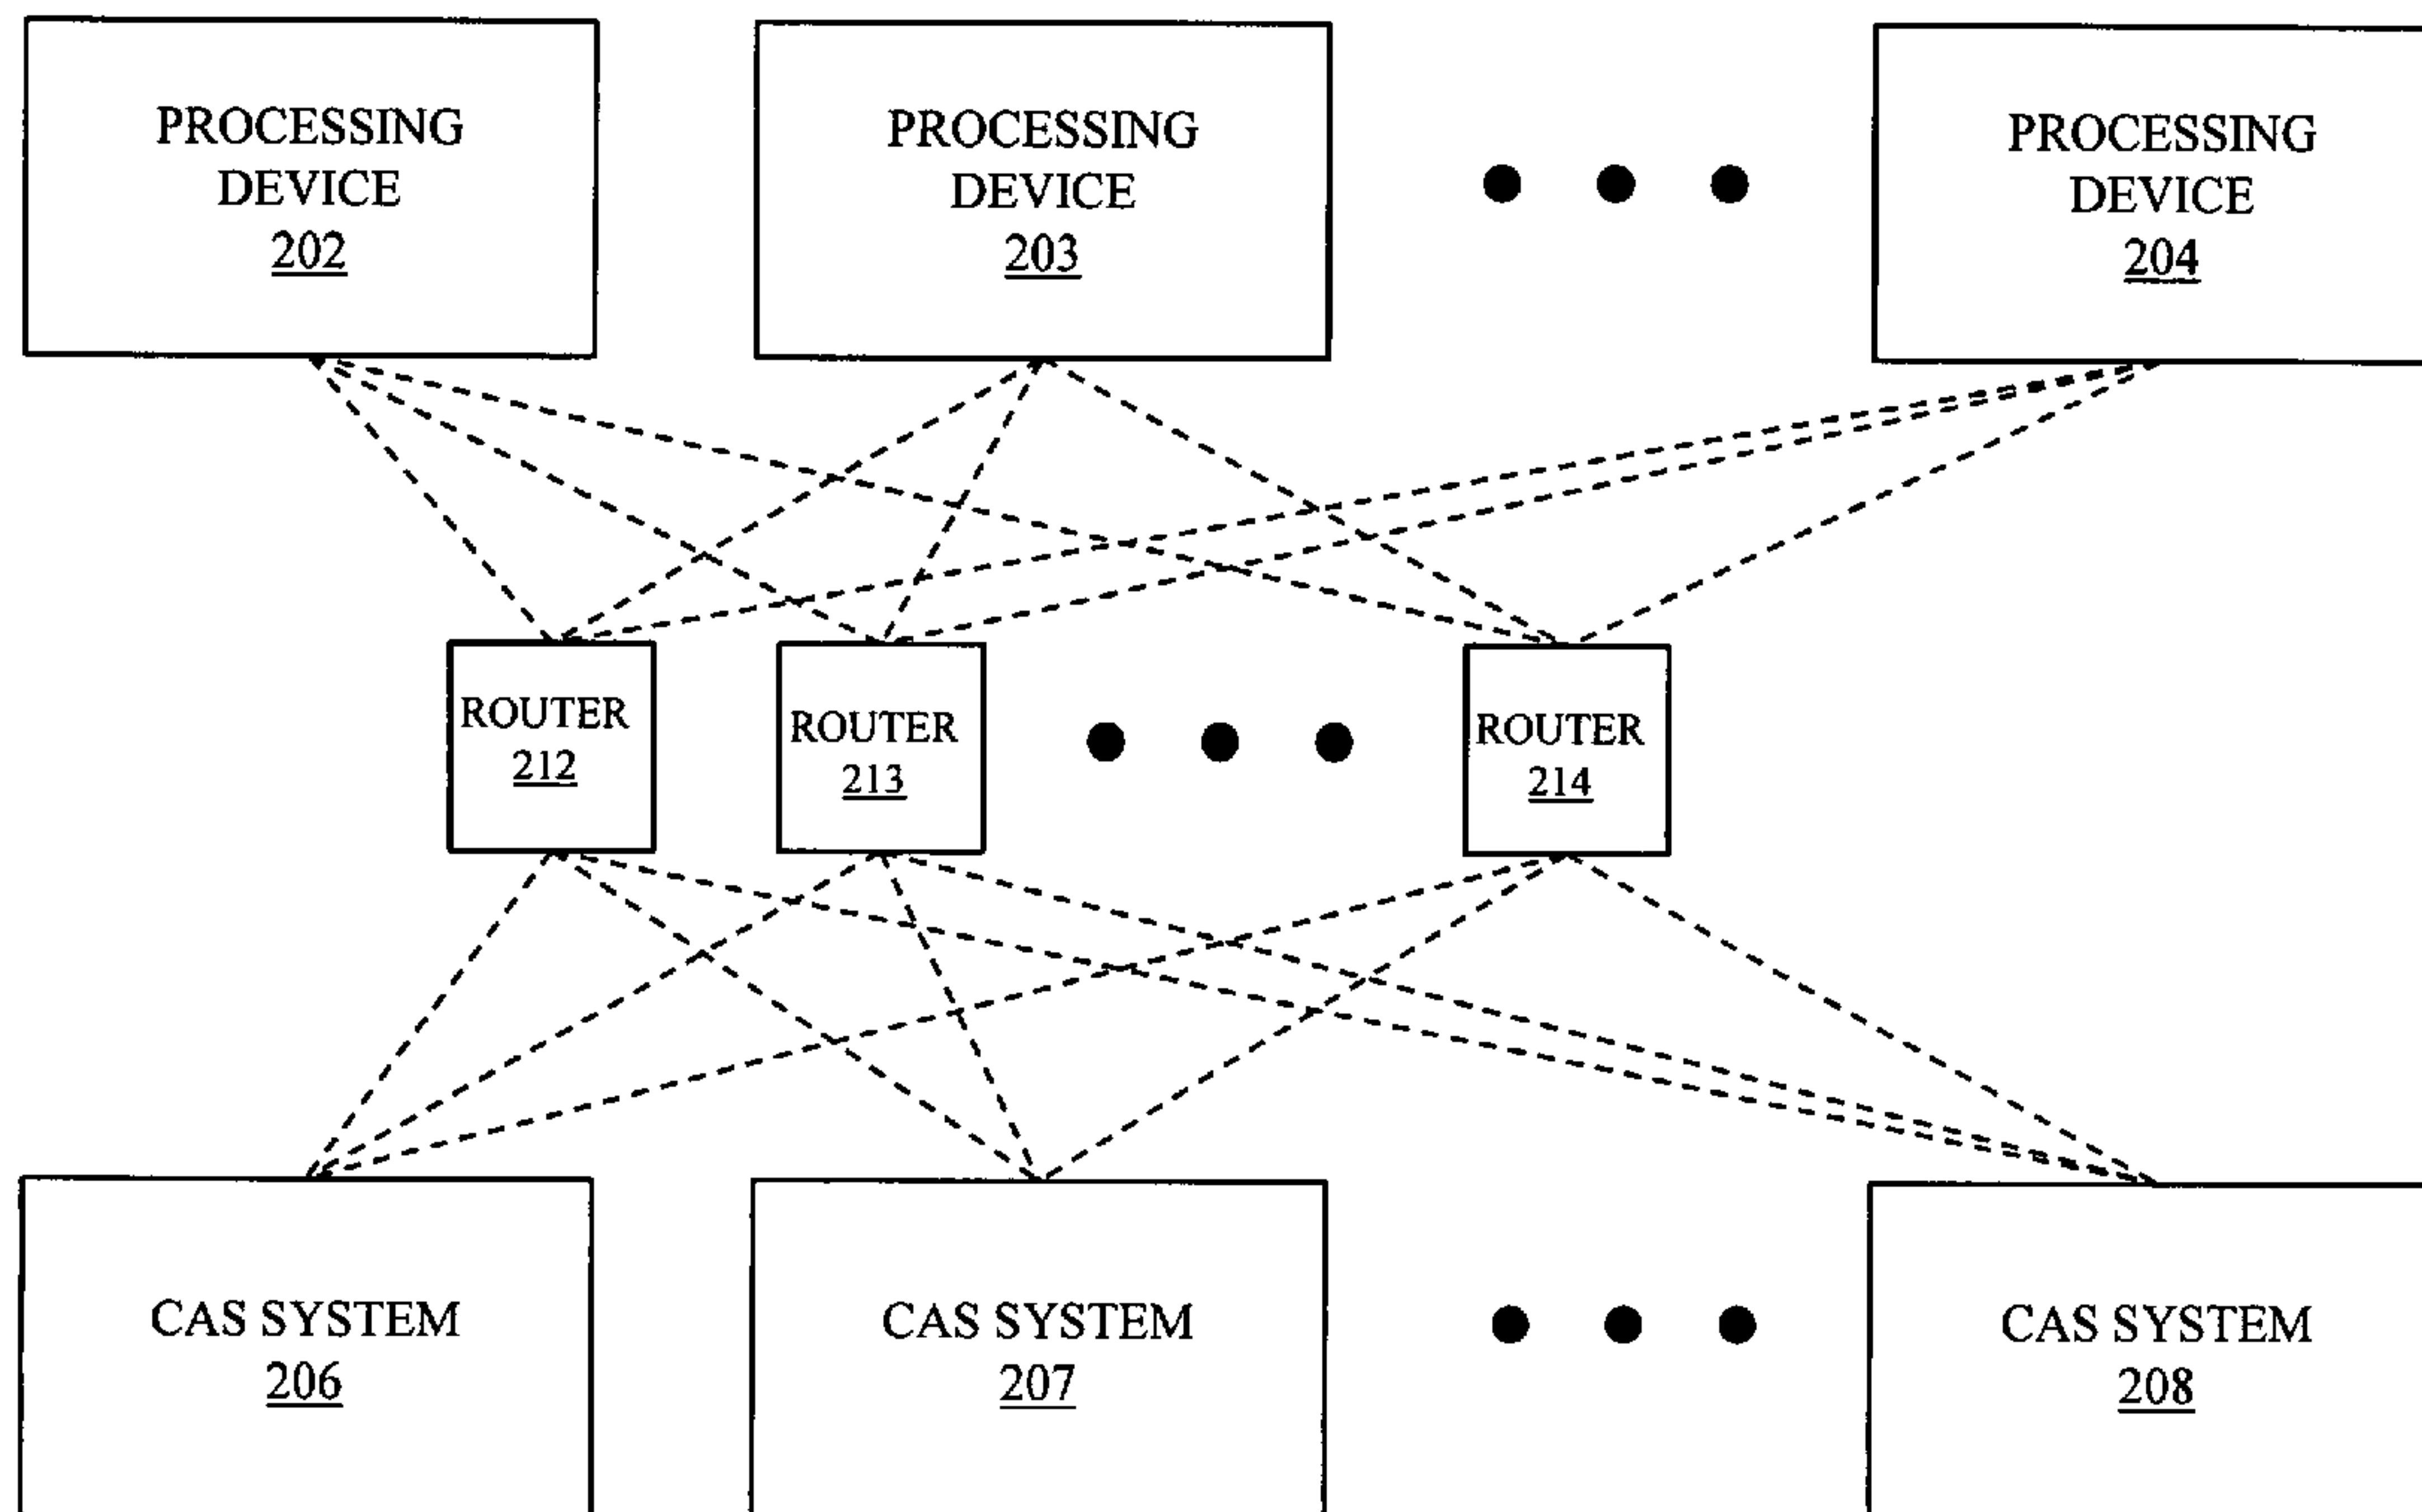 PROCESSING
DEVICE
202
PROCESSING
DEVICE
203
PROCESSING
DEVICE
204
ROUTER
212
ROUTER
213
ROUTER
214
CAS SYSTEM
206
CAS SYSTEM
207
CAS SYSTEM
208